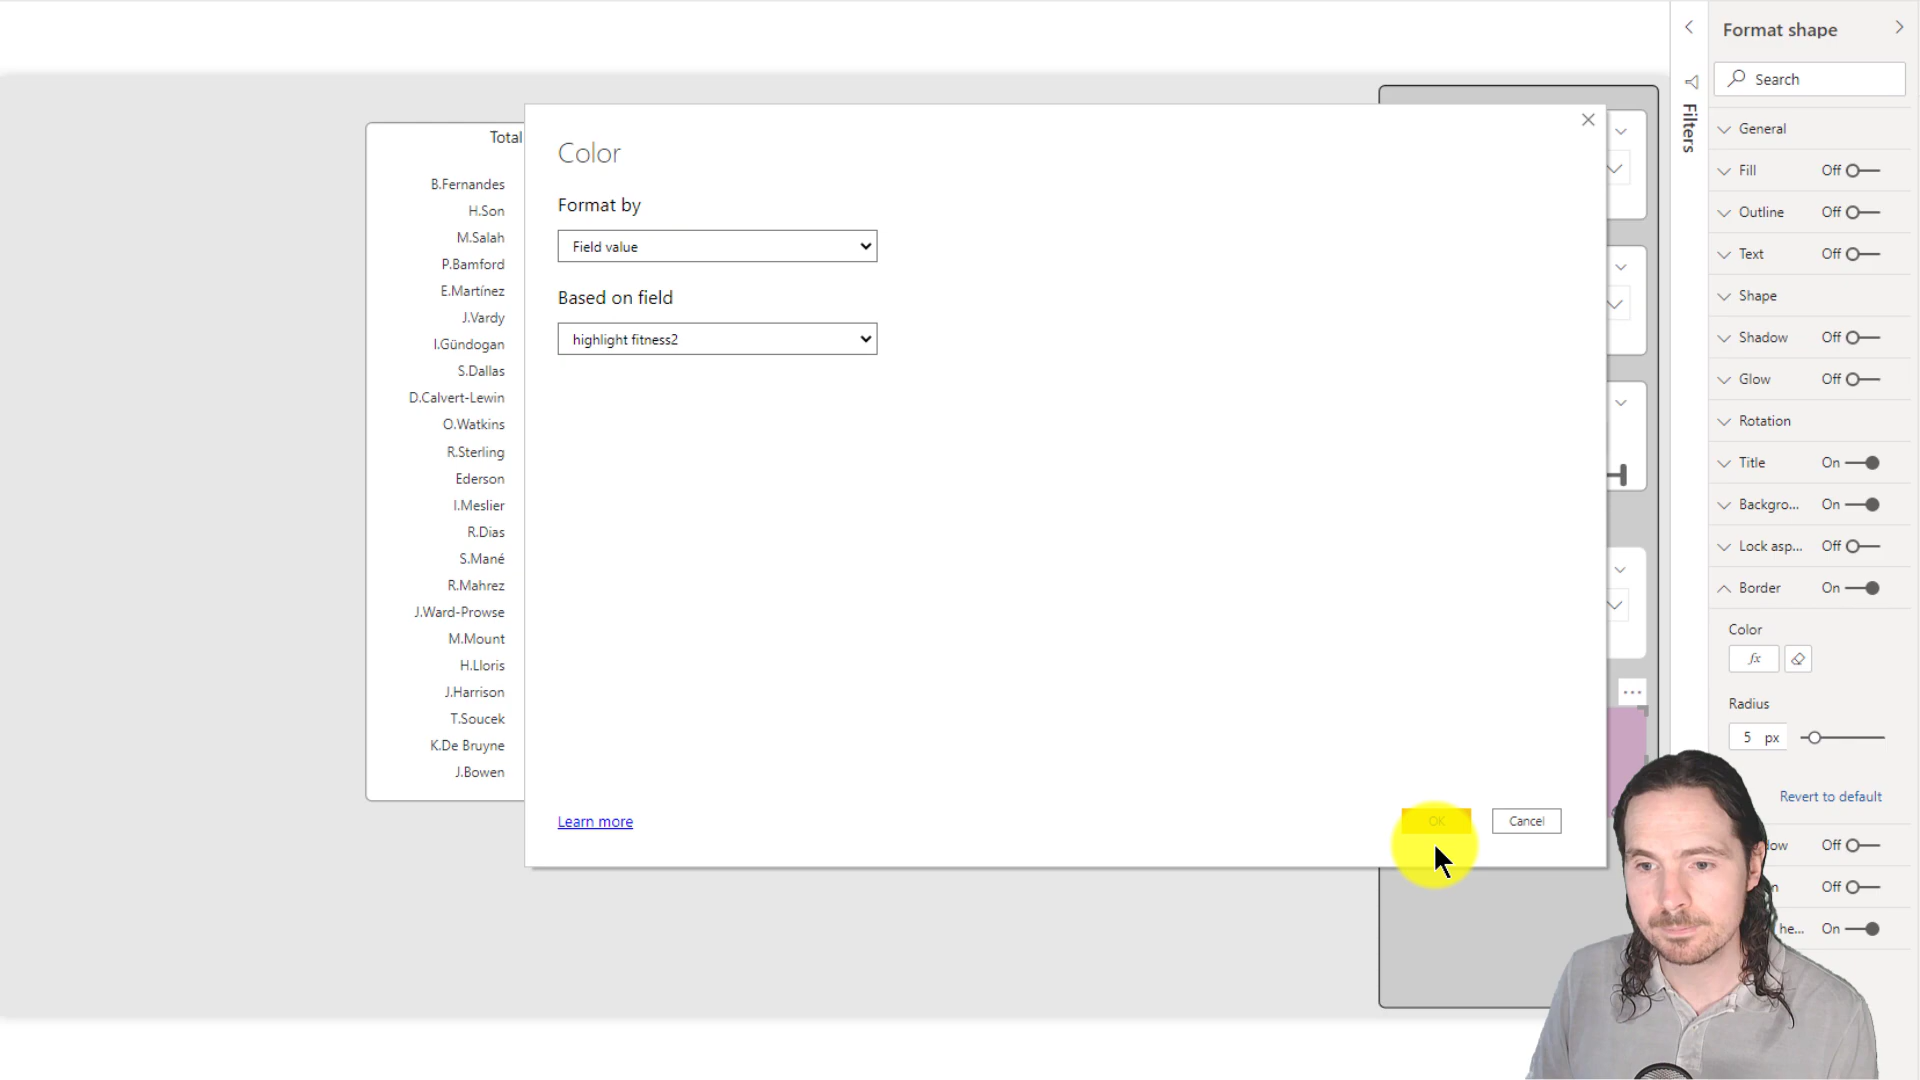 Total
B.Fernandes
H.Son
M.Salah
P.Bamford
E.Martínez
J.Vardy
I.Gündogan
S.Dallas
D.Calvert-Lewin
O.Watkins
R.Sterling
Ederson
I.Meslier
R.Dias
S.Mané
R.Mahrez
J.Ward-Prowse
M.Mount
H.Lloris
J.Harrison
T.Soucek
K.De Bruyne
J.Bowen
Color
Format by
Field value
Based on field
highlight fitness2
Learn more
OK
Cancel
Filters
Format shape
Search
General
Fill Off
Outline Off
Text Off
Shape
Shadow Off
Glow Off
Rotation
Title On
Backgro... On
Lock asp... Off
Border On
Color
fx
Radius
5 px
Revert to default
dow Off
n Off
he... On